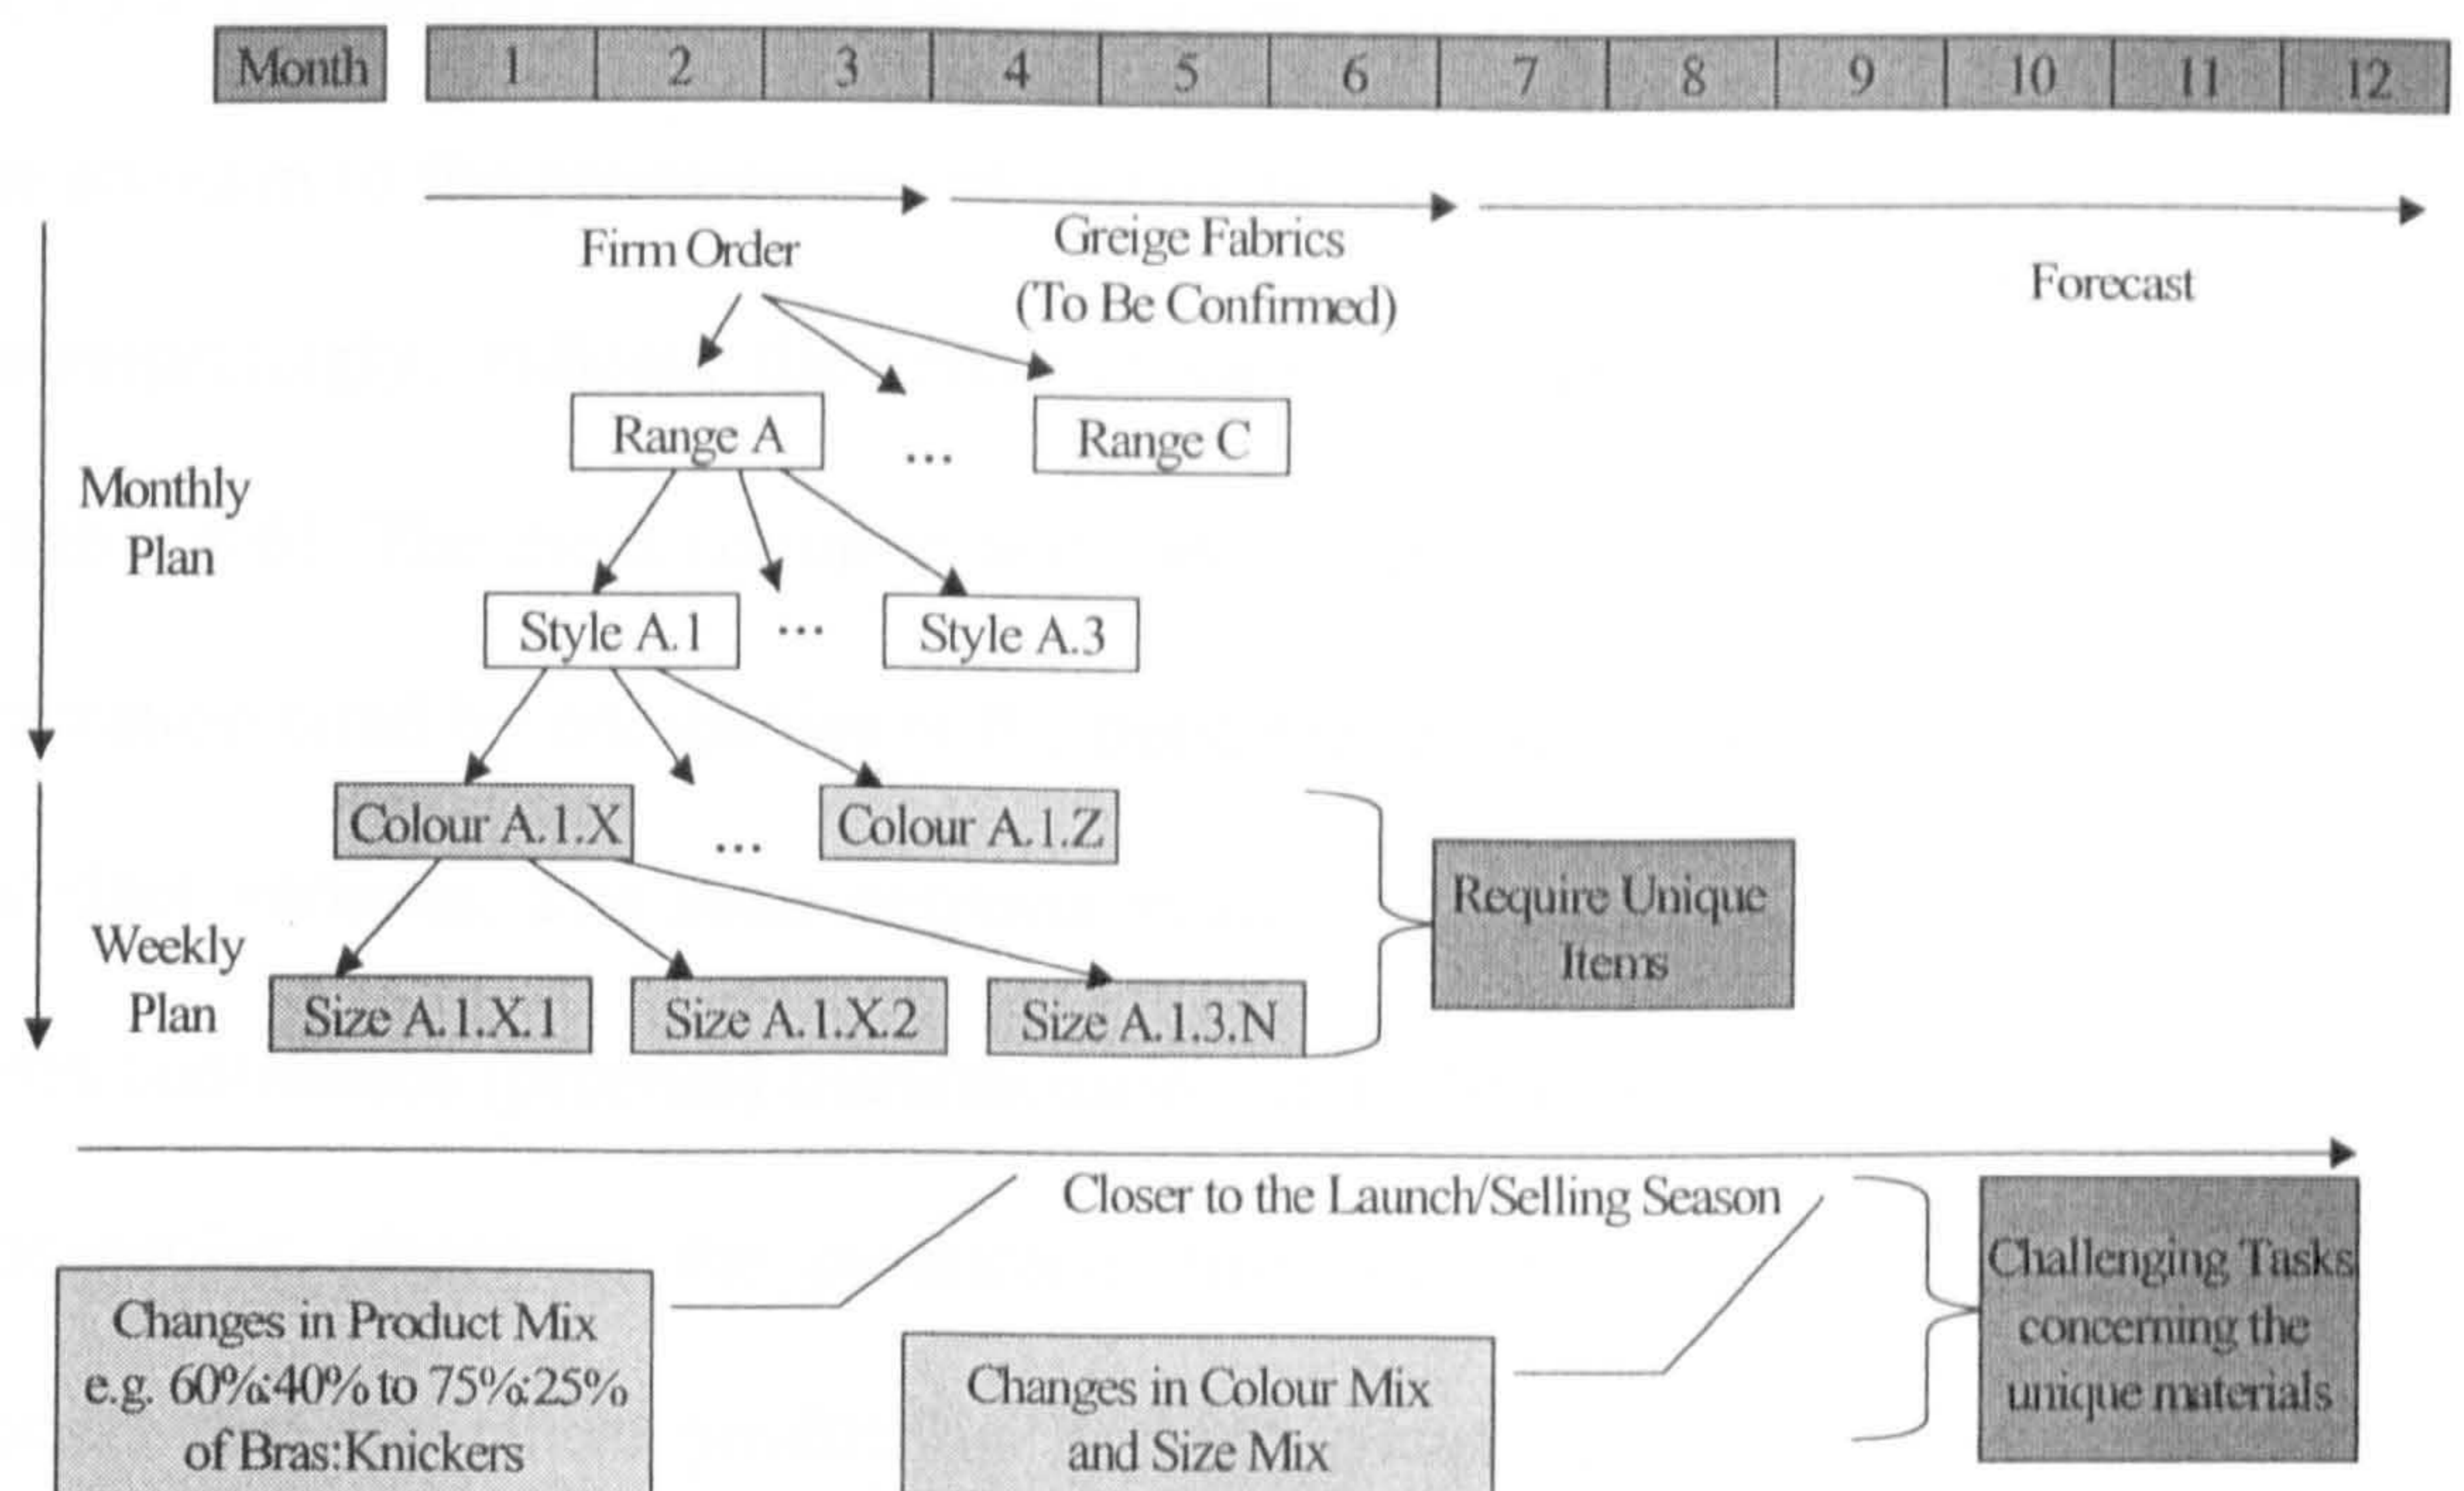 Month 1 2 3 4 5 6 7 8 9 10 11 12
Firm Order
Greige Fabrics
(To Be Confirmed)
Forecast
Range A
...
Range C
Monthly
Plan
Style A.1
...
Style A.3
Colour A.1.X
...
Colour A.1.Z
Require Unique
Items
Weekly
Plan
Size A.1.X.1
Size A.1.X.2
Size A.1.3.N
Closer to the Launch/Selling Season
Changes in Product Mix
e.g. 60%:40% to 75%:25%
of Bras:Knickers
Changes in Colour Mix
and Size Mix
Challenging Tasks
concerning the
unique materials